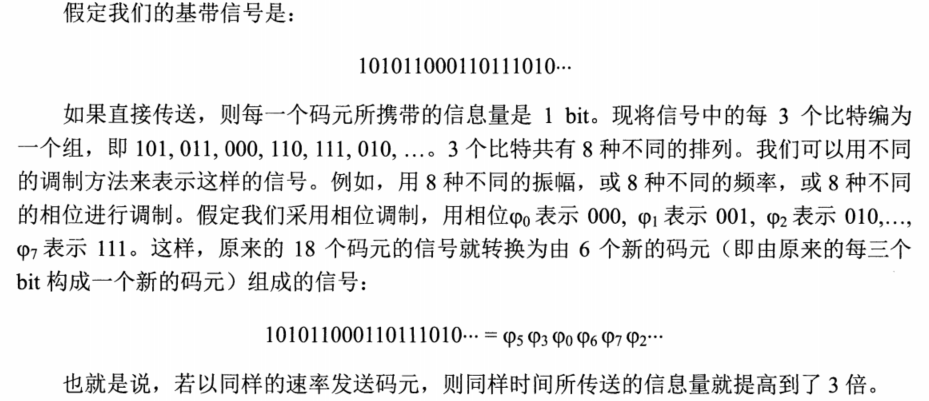 假定我们的基带信号是：
101011000110111010···
如果直接传送，则每一个码元所携带的信息量是 1 bit。现将信号中的每 3 个比特编为
一个组，即 101, 011, 000, 110, 111, 010, …。3 个比特共有 8 种不同的排列。我们可以用不同
的调制方法来表示这样的信号。例如，用 8 种不同的振幅，或 8 种不同的频率，或 8 种不同
的相位进行调制。假定我们采用相位调制，用相位φ₀ 表示 000, φ₁ 表示 001, φ₂ 表示 010,…,
φ₇ 表示 111。这样，原来的 18 个码元的信号就转换为由 6 个新的码元（即由原来的每三个
bit 构成一个新的码元）组成的信号：
101011000110111010··· = φ₅ φ₃ φ₀ φ₆ φ₇ φ₂···
也就是说，若以同样的速率发送码元，则同样时间所传送的信息量就提高到了 3 倍。